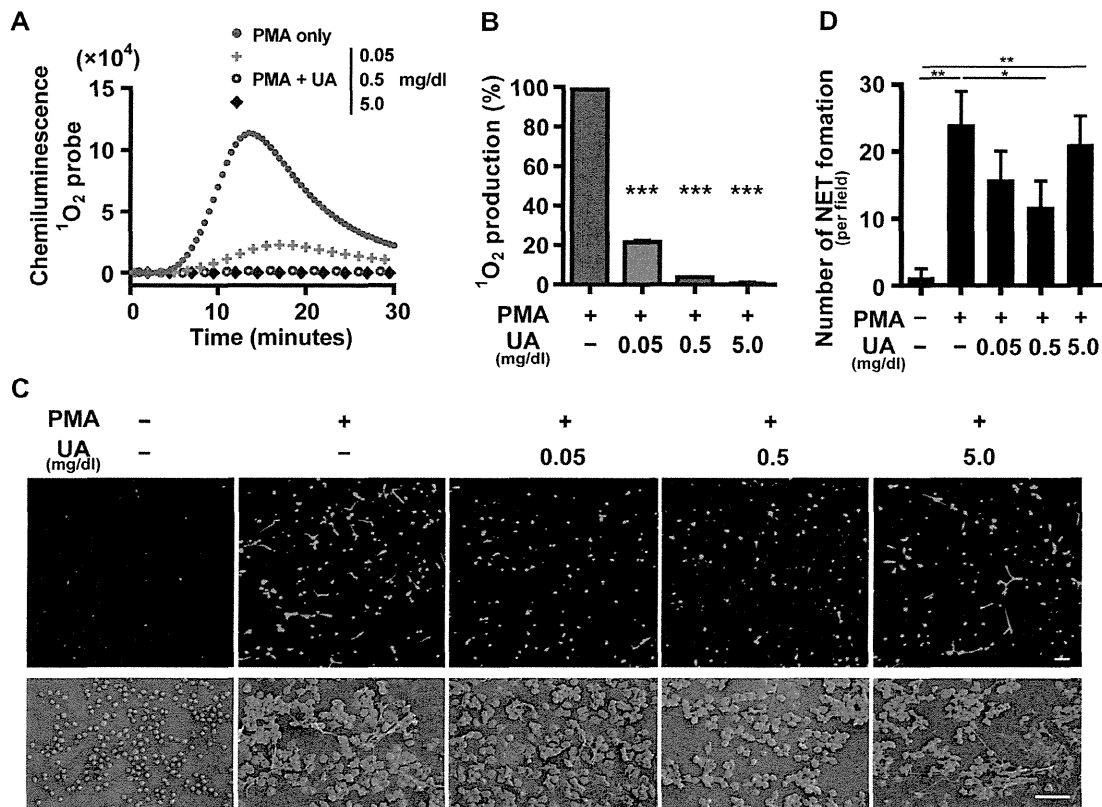 A
Chemiluminescence
¹O₂ probe
(×10⁴)
15
10
5
0
0
10
20
30
Time (minutes)
PMA only
PMA + UA
0.05
0.5
5.0
mg/dl
B
¹O₂ production (%)
100
80
60
40
20
0
***
***
***
PMA + + + +
UA – 0.05 0.5 5.0
(mg/dl)
D
Number of NET fomation
(per field)
30
20
10
0
**
**
*
PMA – + + + +
UA – – 0.05 0.5 5.0
(mg/dl)
C
PMA – + + + +
UA – – 0.05 0.5 5.0
(mg/dl)